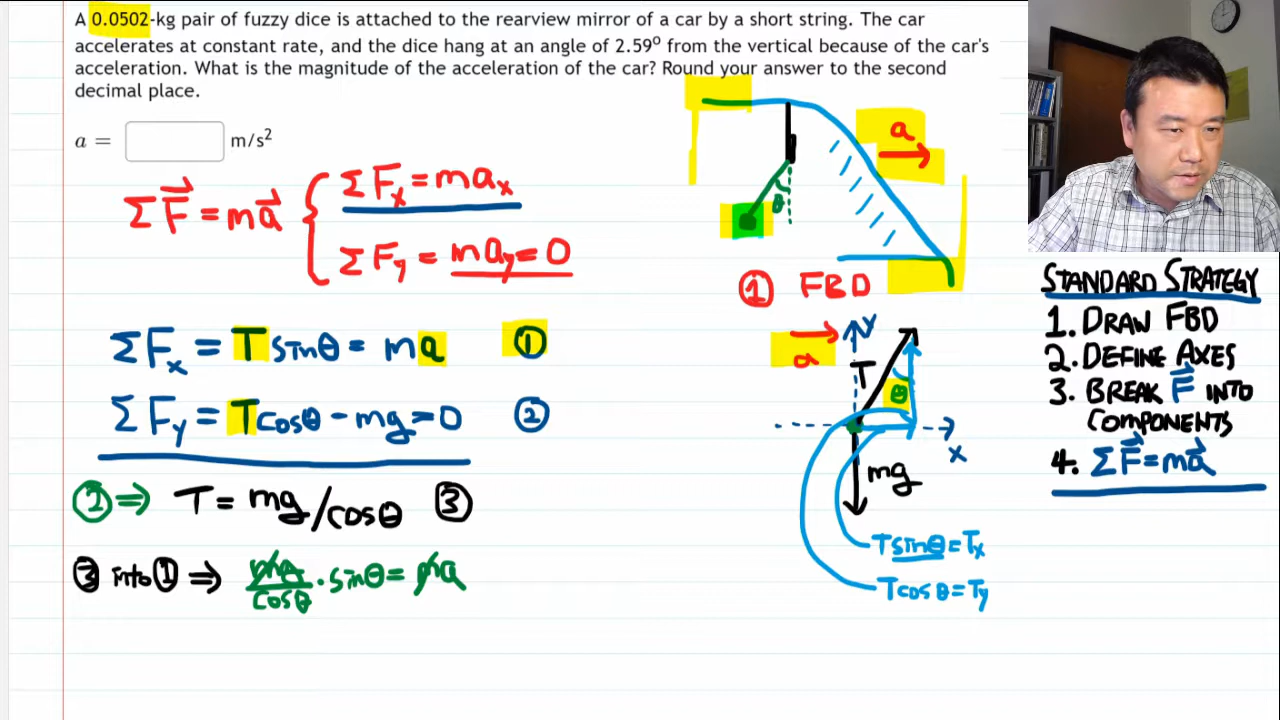 A 0.0502-kg pair of fuzzy dice is attached to the rearview mirror of a car by a short string. The car
accelerates at constant rate, and the dice hang at an angle of 2.59º from the vertical because of the car's
acceleration. What is the magnitude of the acceleration of the car? Round your answer to the second
decimal place.
a = m/s²
ΣF⃗ = ma⃗
ΣFx = max
ΣFy = may = 0
ΣFx = Tsinθ = ma ①
ΣFy = Tcosθ - mg = 0 ②
② ⇒ T = mg/cosθ ③
③ into ① ⇒ mg/cosθ · sinθ = ma
a
θ
① FBD
a
Y
T
θ
x
mg
Tsinθ = Tx
Tcosθ = Ty
STANDARD STRATEGY
1. DRAW FBD
2. DEFINE AXES
3. BREAK F⃗ INTO
COMPONENTS
4. ΣF⃗ = ma⃗